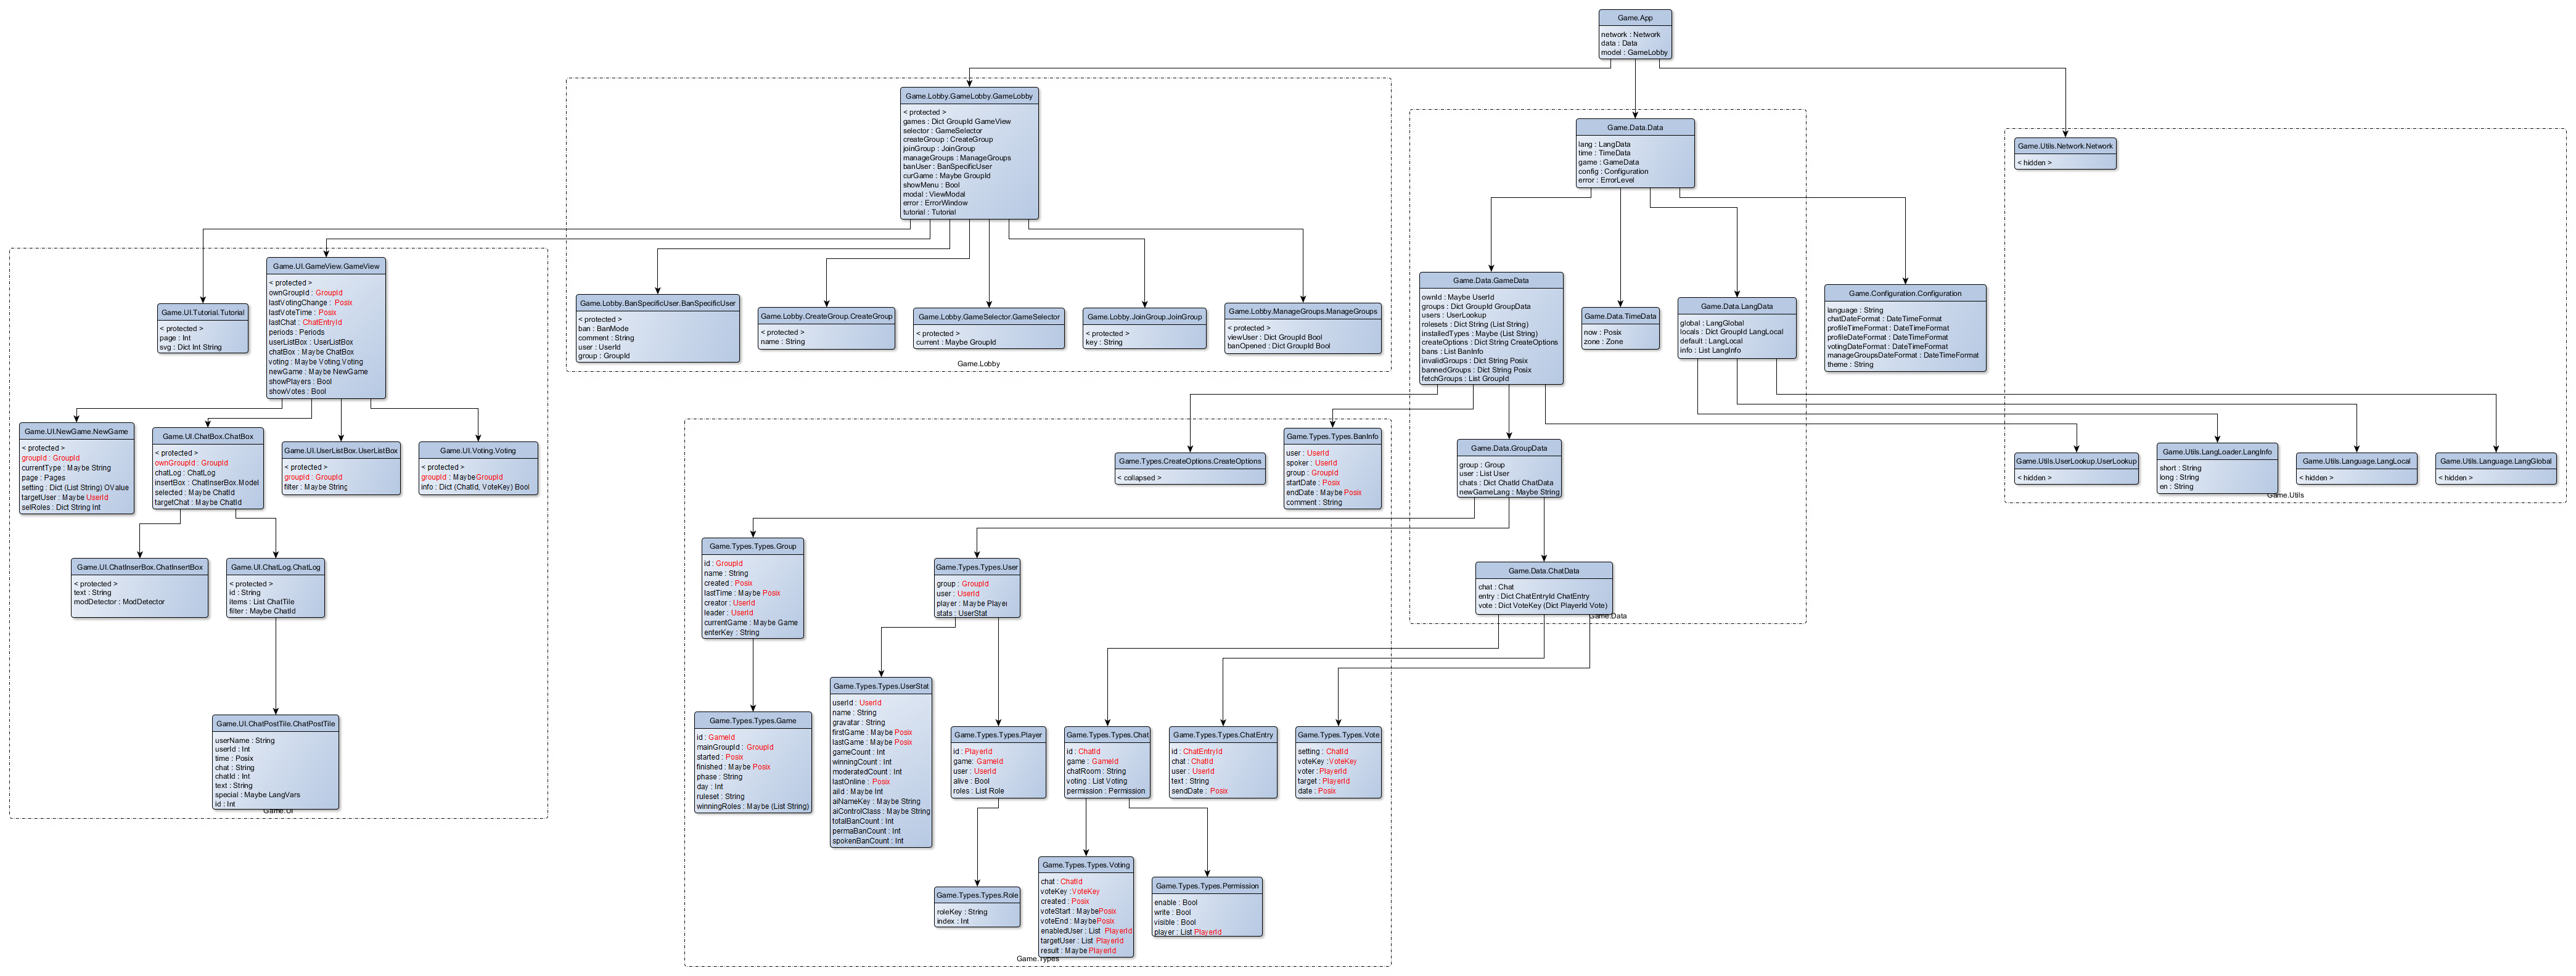 Game.App
network : Network
data : Data
model : GameLobby
Game.Lobby.GameLobby.GameLobby
< protected >
games : Dict GroupId GameView
selector : GameSelector
createGroup : CreateGroup
joinGroup : JoinGroup
manageGroups : ManageGroups
banUser : BanSpecificUser
curGame : Maybe GroupId
showMenu : Bool
modal : ViewModal
error : ErrorWindow
tutorial : Tutorial
Game.Data.Data
lang : LangData
time : TimeData
game : GameData
config : Configuration
error : ErrorLevel
Game.Utils.Network.Network
< hidden >
Game.UI.GameView.GameView
< protected >
ownGroupId : GroupId
lastVotingChange : Posix
lastVoteTime : Posix
lastChat : ChatEntryId
periods : Periods
userListBox : UserListBox
chatBox : Maybe ChatBox
voting : Maybe Voting.Voting
newGame : Maybe NewGame
showPlayers : Bool
showVotes : Bool
Game.UI.Tutorial.Tutorial
< protected >
page : Int
svg : Dict Int String
Game.Lobby.BanSpecificUser.BanSpecificUser
< protected >
ban : BanMode
comment : String
user : UserId
group : GroupId
Game.Lobby.CreateGroup.CreateGroup
< protected >
name : String
Game.Lobby.GameSelector.GameSelector
< protected >
current : Maybe GroupId
Game.Lobby.JoinGroup.JoinGroup
< protected >
key : String
Game.Lobby.ManageGroups.ManageGroups
< protected >
viewUser : Dict GroupId Bool
banOpened : Dict GroupId Bool
Game.Lobby
Game.Data.GameData
ownId : Maybe UserId
groups : Dict GroupId GroupData
users : UserLookup
rolesets : Dict String (List String)
installedTypes : Maybe (List String)
createOptions : Dict String CreateOptions
bans : List BanInfo
invalidGroups : Dict String Posix
bannedGroups : Dict String Posix
fetchGroups : List GroupId
Game.Data.TimeData
now : Posix
zone : Zone
Game.Data.LangData
global : LangGlobal
locals : Dict GroupId LangLocal
default : LangLocal
info : List LangInfo
Game.Configuration.Configuration
language : String
chatDateFormat : DateTimeFormat
profileTimeFormat : DateTimeFormat
profileDateFormat : DateTimeFormat
votingDateFormat : DateTimeFormat
manageGroupsDateFormat : DateTimeFormat
theme : String
Game.UI.NewGame.NewGame
< protected >
groupId : GroupId
currentType : Maybe String
page : Pages
setting : Dict (List String) OValue
targetUser : Maybe UserId
selRoles : Dict String Int
Game.UI.ChatBox.ChatBox
< protected >
ownGroupId : GroupId
chatLog : ChatLog
insertBox : ChatInserBox.Model
selected : Maybe ChatId
targetChat : Maybe ChatId
Game.UI.UserListBox.UserListBox
< protected >
groupId : GroupId
filter : Maybe String
Game.UI.Voting.Voting
< protected >
groupId : MaybeGroupId
info : Dict (ChatId, VoteKey) Bool
Game.Types.CreateOptions.CreateOptions
< collapsed >
Game.Types.Types.BanInfo
user : UserId
spoker : UserId
group : GroupId
startDate : Posix
endDate : Maybe Posix
comment : String
Game.Data.GroupData
group : Group
user : List User
chats : Dict ChatId ChatData
newGameLang : Maybe String
Game.Utils.UserLookup.UserLookup
< hidden >
Game.Utils.LangLoader.LangInfo
short : String
long : String
en : String
Game.Utils.Language.LangLocal
< hidden >
Game.Utils.Language.LangGlobal
< hidden >
Game.Utils
Game.UI.ChatInserBox.ChatInsertBox
< protected >
text : String
modDetector : ModDetector
Game.UI.ChatLog.ChatLog
< protected >
id : String
items : List ChatTile
filter : Maybe ChatId
Game.Types.Types.Group
id : GroupId
name : String
created : Posix
lastTime : Maybe Posix
creator : UserId
leader : UserId
currentGame : Maybe Game
enterKey : String
Game.Types.Types.User
group : GroupId
user : UserId
player : Maybe Player
stats : UserStat
Game.Data.ChatData
chat : Chat
entry : Dict ChatEntryId ChatEntry
vote : Dict VoteKey (Dict PlayerId Vote)
Game.Data
Game.UI.ChatPostTile.ChatPostTile
userName : String
userId : Int
time : Posix
chat : String
chatId : Int
text : String
special : Maybe LangVars
id : Int
Game.UI
Game.Types.Types.Game
id : GameId
mainGroupId : GroupId
started : Posix
finished : Maybe Posix
phase : String
day : Int
ruleset : String
winningRoles : Maybe (List String)
Game.Types.Types.UserStat
userId : UserId
name : String
gravatar : String
firstGame : Maybe Posix
lastGame : Maybe Posix
gameCount : Int
winningCount : Int
moderatedCount : Int
lastOnline : Posix
aiId : Maybe Int
aiNameKey : Maybe String
aiControlClass : Maybe String
totalBanCount : Int
permaBanCount : Int
spokenBanCount : Int
Game.Types.Types.Player
id : PlayerId
game: GameId
user : UserId
alive : Bool
roles : List Role
Game.Types.Types.Chat
id : ChatId
game : GameId
chatRoom : String
voting : List Voting
permission : Permission
Game.Types.Types.ChatEntry
id : ChatEntryId
chat : ChatId
user : UserId
text : String
sendDate : Posix
Game.Types.Types.Vote
setting : ChatId
voteKey :VoteKey
voter : PlayerId
target : PlayerId
date : Posix
Game.Types.Types.Role
roleKey : String
index : Int
Game.Types.Types.Voting
chat : ChatId
voteKey :VoteKey
created : Posix
voteStart : MaybePosix
voteEnd : MaybePosix
enabledUser : List PlayerId
targetUser : List PlayerId
result : Maybe PlayerId
Game.Types.Types.Permission
enable : Bool
write : Bool
visible : Bool
player : List PlayerId
Game.Types